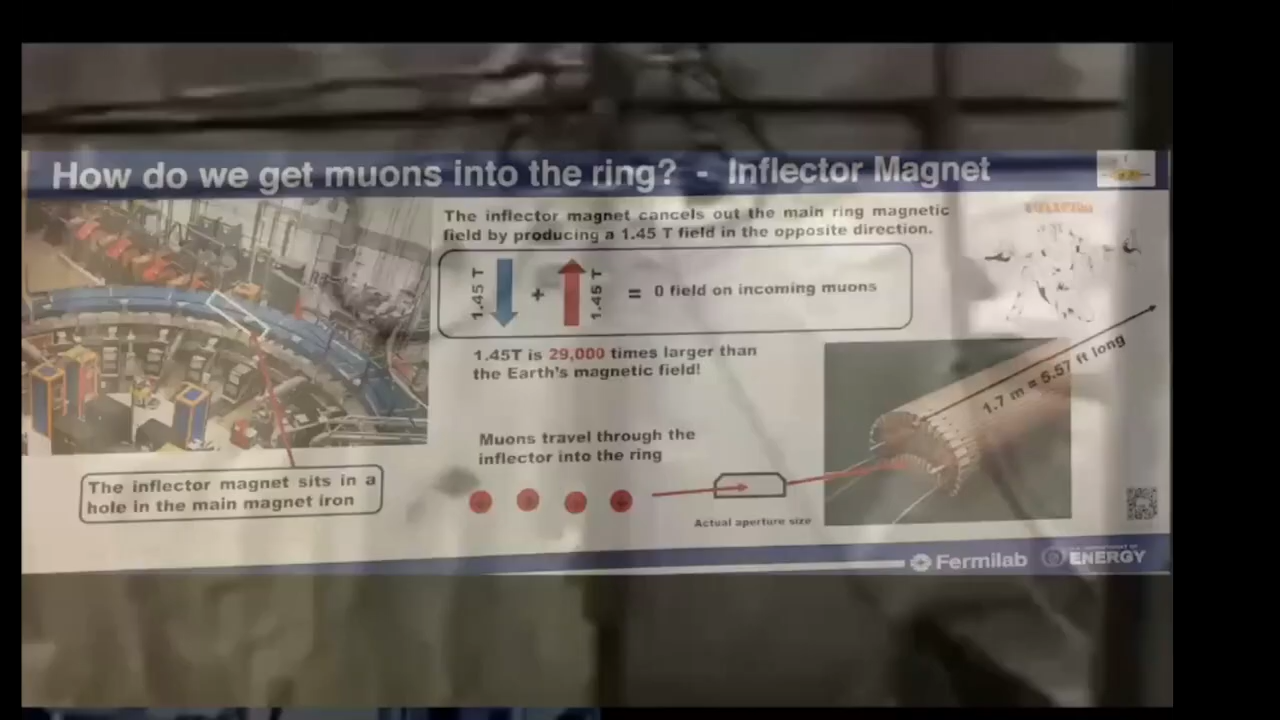 How do we get muons into the ring? - Inflector Magnet
The inflector magnet cancels out the main ring magnetic
field by producing a 1.45 T field in the opposite direction.
1.45 T
+
1.45 T
= 0 field on incoming muons
1.45T is 29,000 times larger than
the Earth's magnetic field!
1.7 m = 5.57 ft long
Muons travel through the
inflector into the ring
The inflector magnet sits in a
hole in the main magnet iron
Actual aperture size
Fermilab
U.S. DEPARTMENT OF
ENERGY